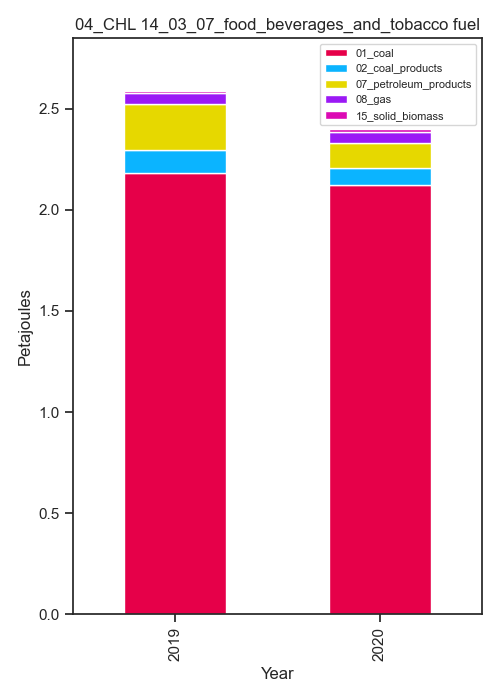 04_CHL 14_03_07_food_beverages_and_tobacco fuel
01_coal
02_coal_products
07_petroleum_products
08_gas
15_solid_biomass
2.5
2.0
1.5
1.0
0.5
0.0
Petajoules
2019
2020
Year